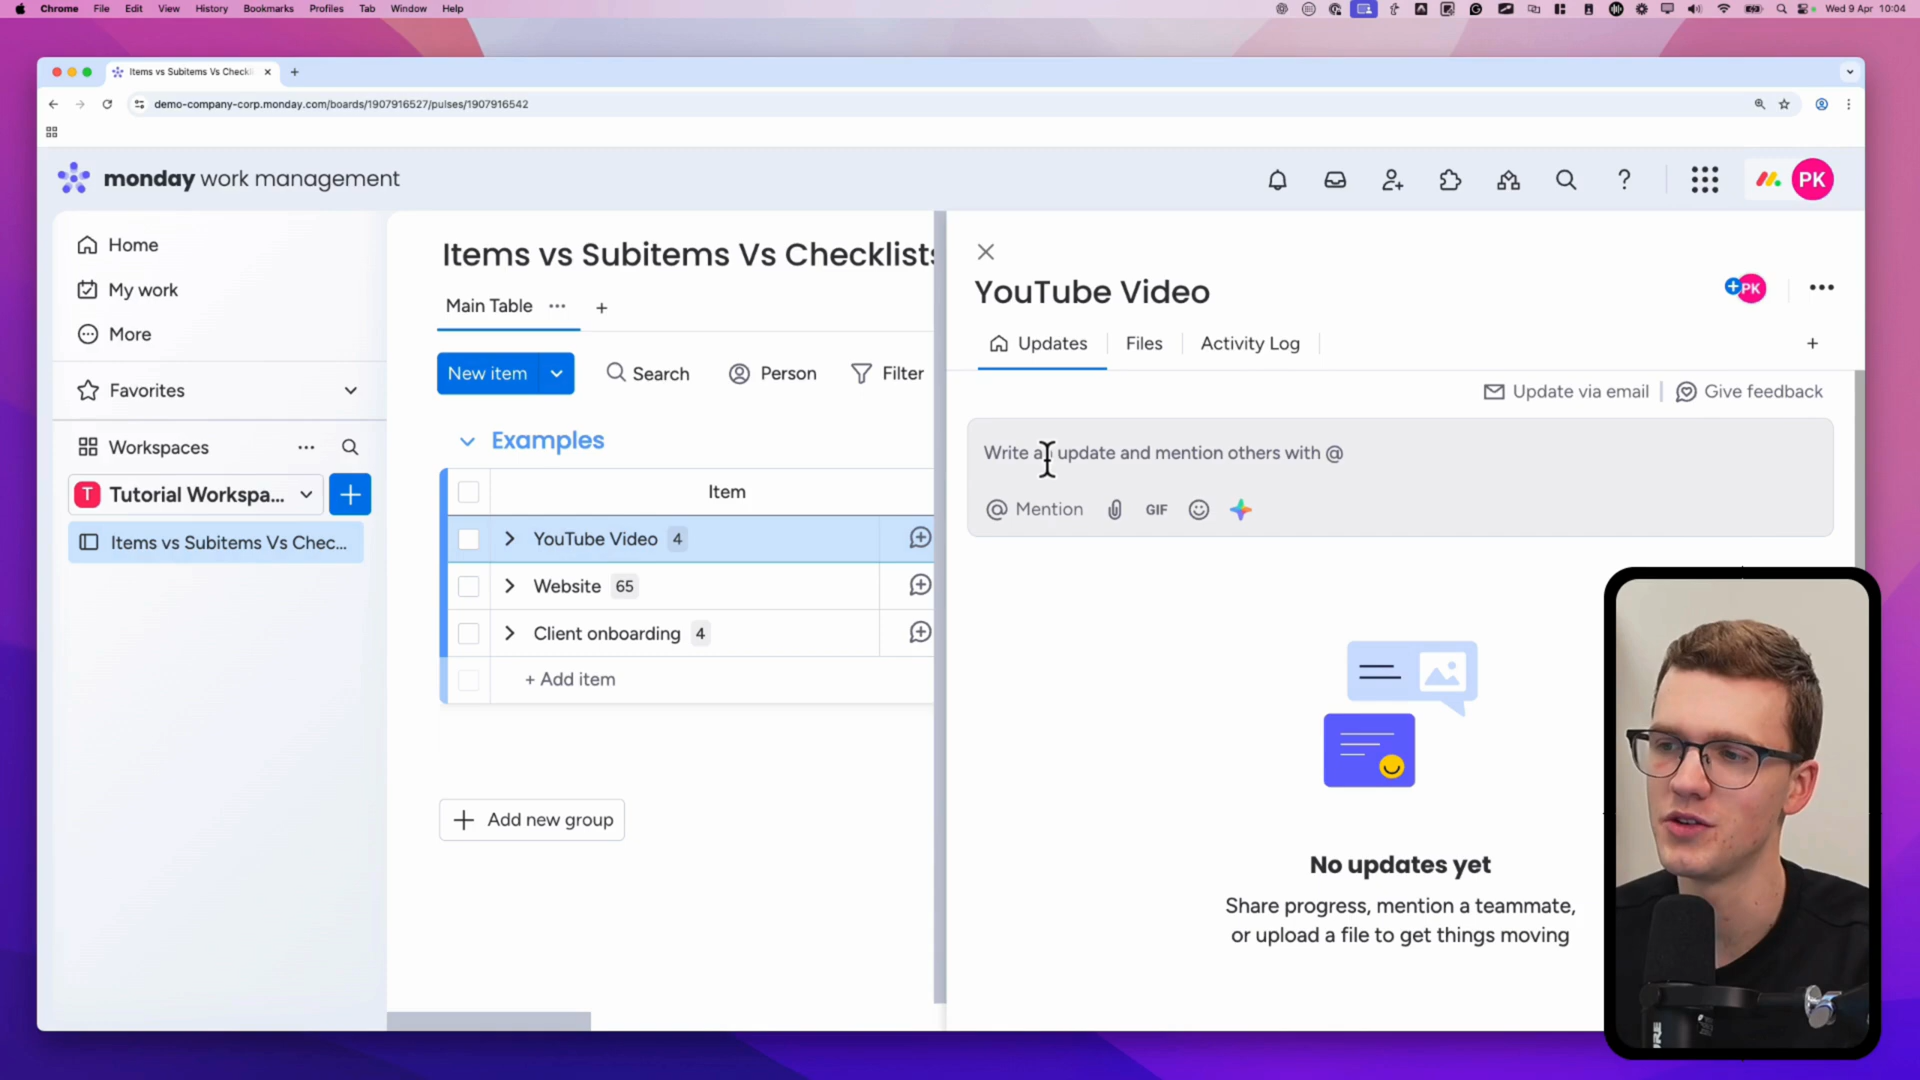 Chrome File Edit View History Bookmarks Profiles Tab Window Help
Wed 9 Apr 10:04
Items vs Subitems Vs Checkl
demo-company-corp.monday.com/boards/1907916527/pulses/1907916542
monday work management
PK
Home
My work
More
Favorites
Workspaces
T Tutorial Workspa...
Items vs Subitems Vs Chec...
Items vs Subitems Vs Checklists
Main Table
New item
Search
Person
Filter
Examples
Item
YouTube Video 4
Website 65
Client onboarding 4
+ Add item
Add new group
YouTube Video
PK
Updates
Files
Activity Log
Update via email
Give feedback
Write an update and mention others with @
Mention
GIF
No updates yet
Share progress, mention a teammate,
or upload a file to get things moving